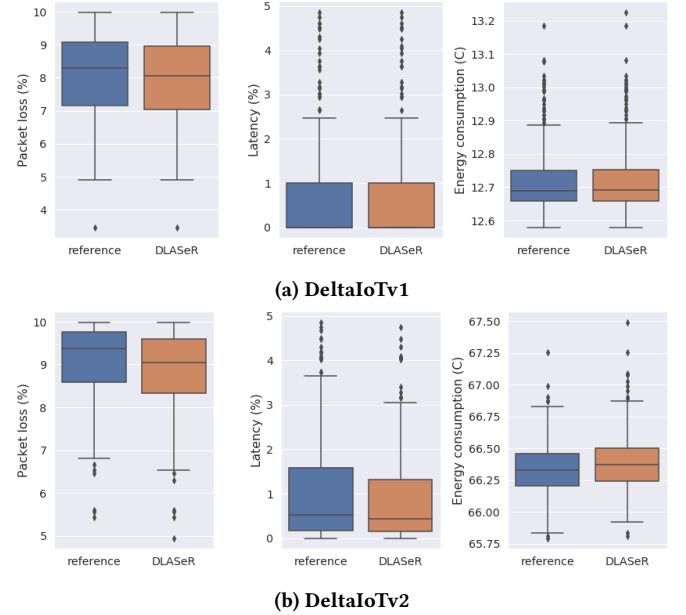 10
9
8
7
6
5
4
Packet loss (%)
reference DLASeR
5
4
3
2
1
0
Latency (%)
reference DLASeR
13.2
13.1
13.0
12.9
12.8
12.7
12.6
Energy consumption (C)
reference DLASeR
(a) DeltaIoTv1
10
9
8
7
6
5
Packet loss (%)
reference DLASeR
5
4
3
2
1
0
Latency (%)
reference DLASeR
67.50
67.25
67.00
66.75
66.50
66.25
66.00
65.75
Energy consumption (C)
reference DLASeR
(b) DeltaIoTv2